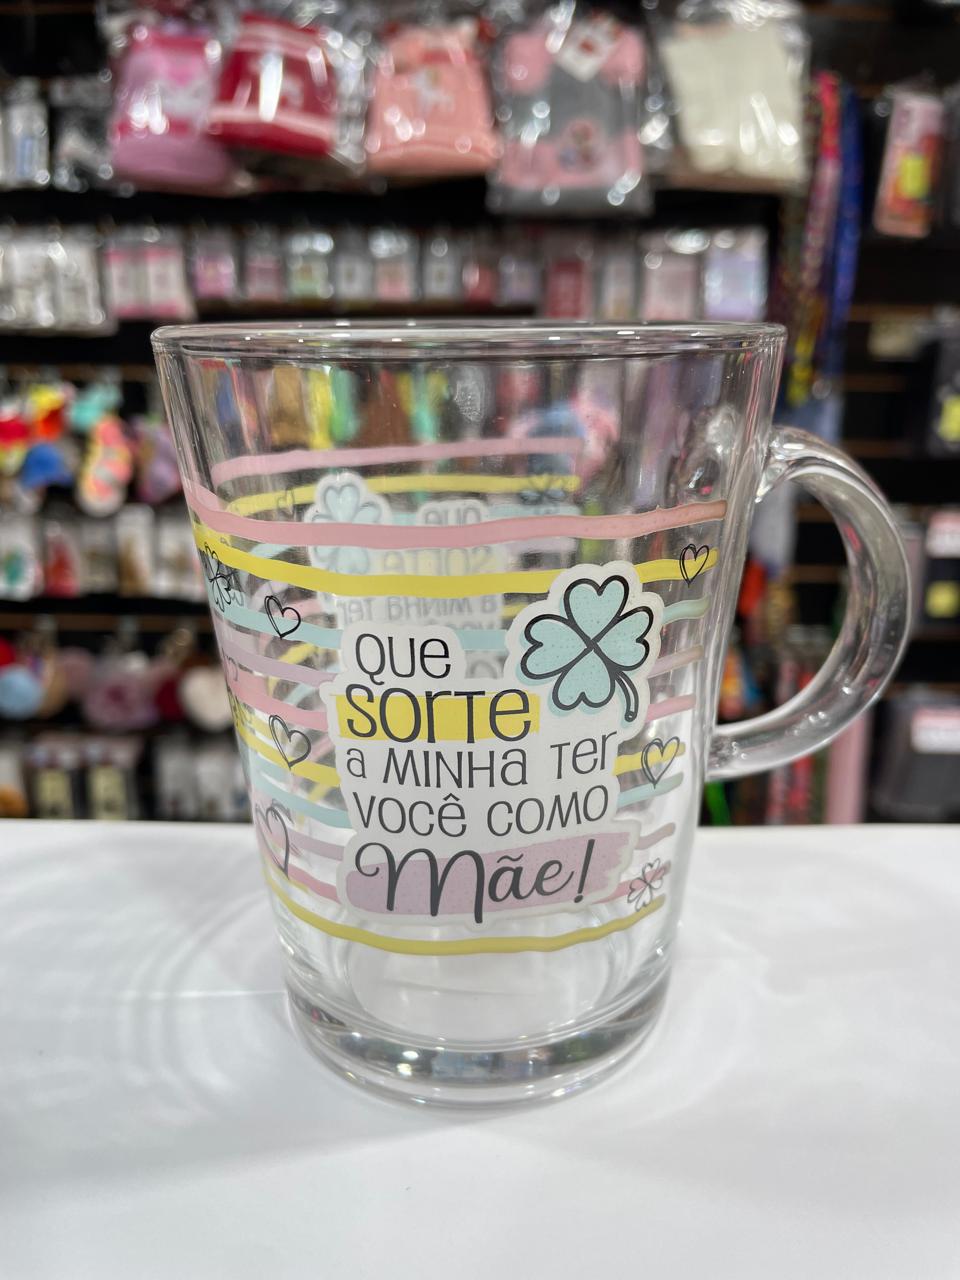 QUE
SORTE
a MINHa Ter
VOCÊ COMO
Mãe!